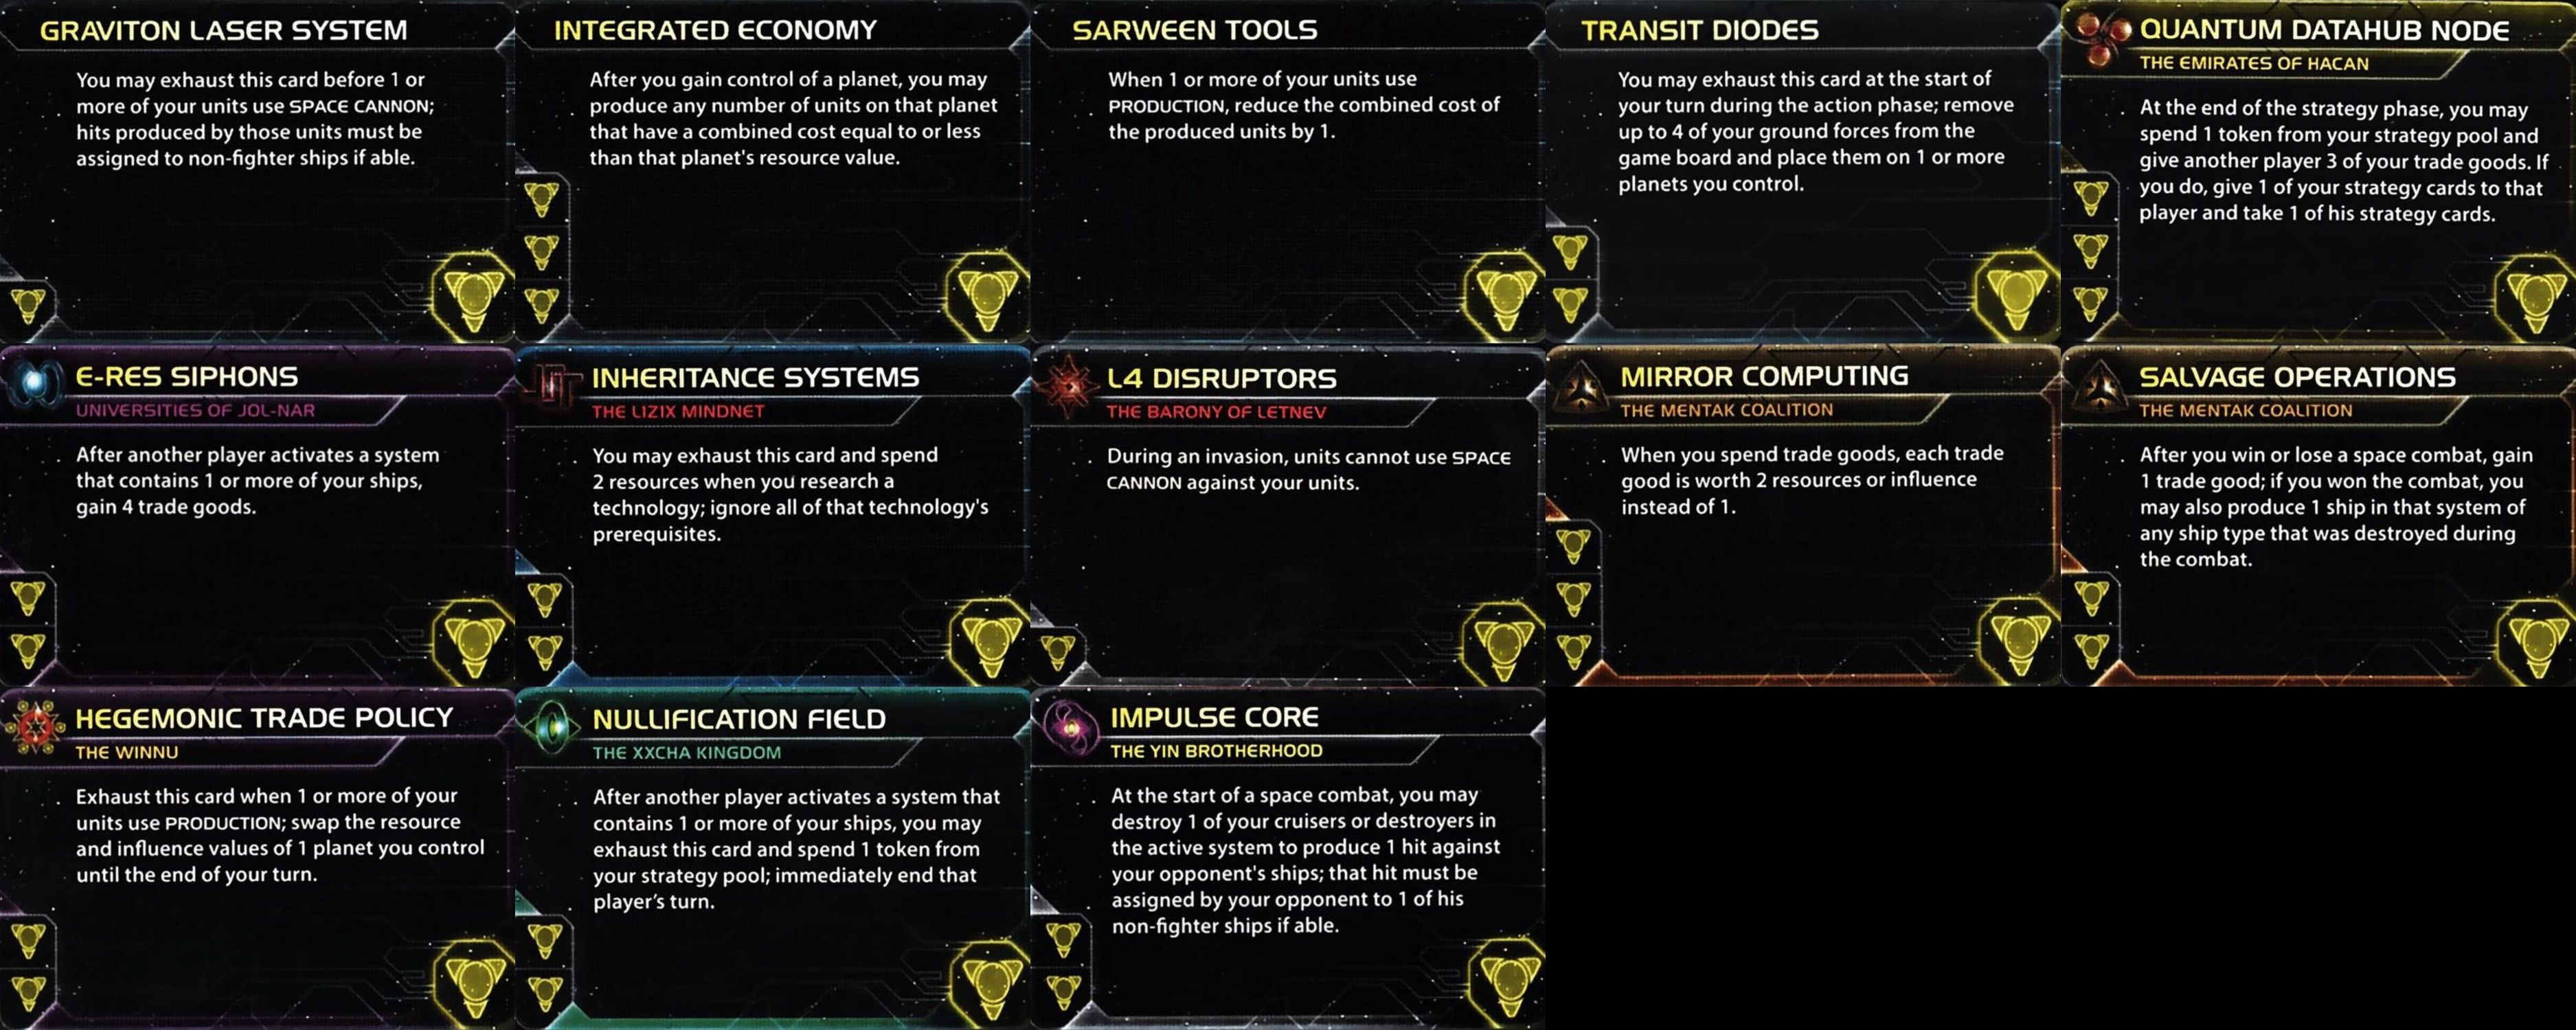 GRAVITON LASER SYSTEM
You may exhaust this card before 1 or
more of your units use SPACE CANNON;
hits produced by those units must be
assigned to non-fighter ships if able.
INTEGRATED ECONOMY
After you gain control of a planet, you may
produce any number of units on that planet
that have a combined cost equal to or less
than that planet's resource value.
SARWEEN TOOLS
When 1 or more of your units use
PRODUCTION, reduce the combined cost of
the produced units by 1.
TRANSIT DIODES
You may exhaust this card at the start of
your turn during the action phase; remove
up to 4 of your ground forces from the
game board and place them on 1 or more
planets you control.
QUANTUM DATAHUB NODE
THE EMIRATES OF HACAN
At the end of the strategy phase, you may
spend 1 token from your strategy pool and
give another player 3 of your trade goods. If
you do, give 1 of your strategy cards to that
player and take 1 of his strategy cards.
E-RES SIPHONS
UNIVERSITIES OF JOL-NAR
After another player activates a system
that contains 1 or more of your ships,
gain 4 trade goods.
INHERITANCE SYSTEMS
THE LIZIX MINDNET
You may exhaust this card and spend
2 resources when you research a
technology; ignore all of that technology's
prerequisites.
L4 DISRUPTORS
THE BARONY OF LETNEV
During an invasion, units cannot use SPACE
CANNON against your units.
MIRROR COMPUTING
THE MENTAK COALITION
When you spend trade goods, each trade
good is worth 2 resources or influence
instead of 1.
SALVAGE OPERATIONS
THE MENTAK COALITION
After you win or lose a space combat, gain
1 trade good; if you won the combat, you
may also produce 1 ship in that system of
any ship type that was destroyed during
the combat.
HEGEMONIC TRADE POLICY
THE WINNU
Exhaust this card when 1 or more of your
units use PRODUCTION; swap the resource
and influence values of 1 planet you control
until the end of your turn.
NULLIFICATION FIELD
THE XXCHA KINGDOM
After another player activates a system that
contains 1 or more of your ships, you may
exhaust this card and spend 1 token from
your strategy pool; immediately end that
player's turn.
IMPULSE CORE
THE YIN BROTHERHOOD
At the start of a space combat, you may
destroy 1 of your cruisers or destroyers in
the active system to produce 1 hit against
your opponent's ships; that hit must be
assigned by your opponent to 1 of his
non-fighter ships if able.